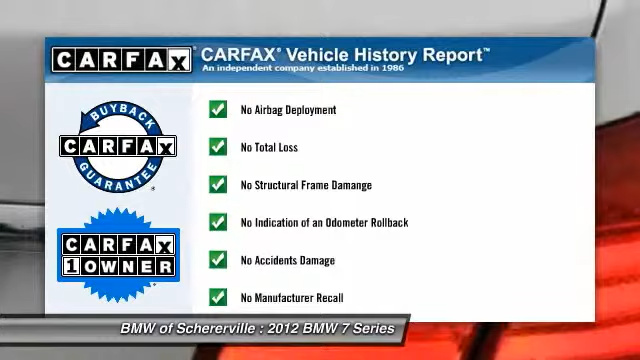 CARFAX® CARFAX® Vehicle History Report™
An independent company established in 1986
BUYBACK
CARFAX
GUARANTEE®
CARFAX
1 OWNER
No Airbag Deployment
No Total Loss
No Structural Frame Damange
No Indication of an Odometer Rollback
No Accidents Damage
No Manufacturer Recall
BMW of Schererville : 2012 BMW 7 Series